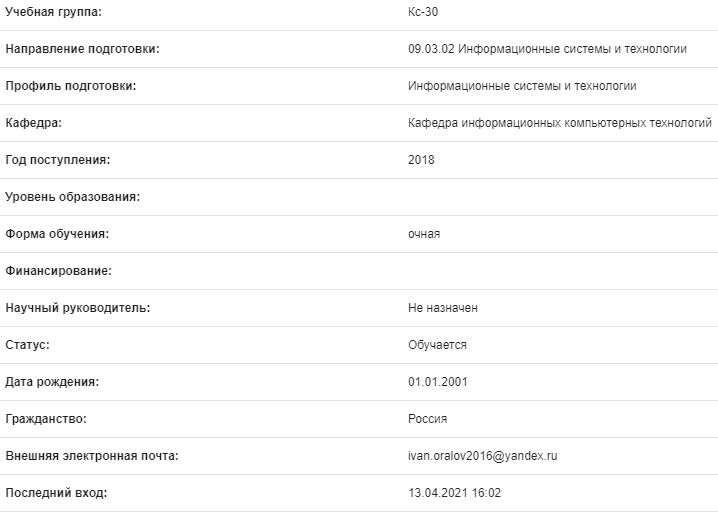 Учебная группа: Кс-30
Направление подготовки: 09.03.02 Информационные системы и технологии
Профиль подготовки: Информационные системы и технологии
Кафедра: Кафедра информационных компьютерных технологий
Год поступления: 2018
Уровень образования:
Форма обучения: очная
Финансирование:
Научный руководитель: Не назначен
Статус: Обучается
Дата рождения: 01.01.2001
Гражданство: Россия
Внешняя электронная почта: ivan.oralov2016@yandex.ru
Последний вход: 13.04.2021 16:02